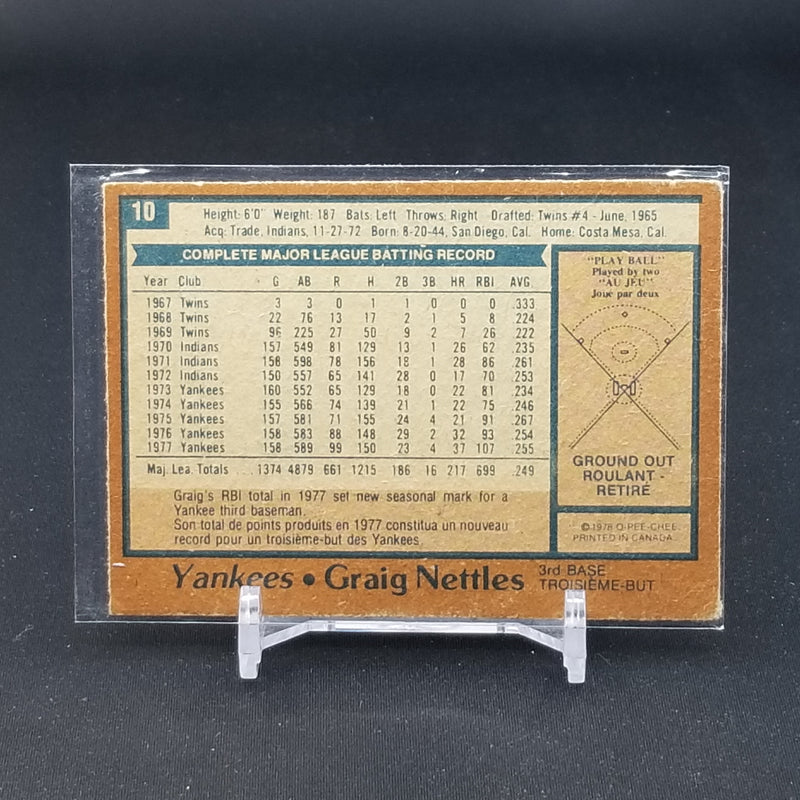 10
Height: 6'0" Weight: 187 Bats: Left Throws: Right Drafted: Twins #4 - June, 1965
Acq: Trade, Indians, 11-27-72 Born: 8-20-44, San Diego, Cal. Home: Costa Mesa, Cal.
COMPLETE MAJOR LEAGUE BATTING RECORD
Year Club G AB R H 2B 3B HR RBI AVG.
1967 Twins 3 3 0 1 1 0 0 0 .333
1968 Twins 22 76 13 17 2 1 5 8 .224
1969 Twins 96 225 27 50 9 2 7 26 .222
1970 Indians 157 549 81 129 13 1 26 62 .235
1971 Indians 158 598 78 156 18 1 28 86 .261
1972 Indians 150 557 65 141 28 0 17 70 .253
1973 Yankees 160 552 65 129 18 0 22 81 .234
1974 Yankees 155 566 74 139 21 1 22 75 .246
1975 Yankees 157 581 71 155 24 4 21 91 .267
1976 Yankees 158 583 88 148 29 2 32 93 .254
1977 Yankees 158 589 99 150 23 4 37 107 .255
Maj. Lea. Totals ... 1374 4879 661 1215 186 16 217 699 .249
Graig's RBI total in 1977 set new seasonal mark for a
Yankee third baseman.
Son total de points produits en 1977 constitua un nouveau
record pour un troisième-but des Yankees.
"PLAY BALL"
Played by two
"AU JEU"
Joué par deux
GROUND OUT
ROULANT -
RETIRÉ
© 1978 O-PEE-CHEE
PRINTED IN CANADA
Yankees • Graig Nettles
3rd BASE
TROISIÈME-BUT